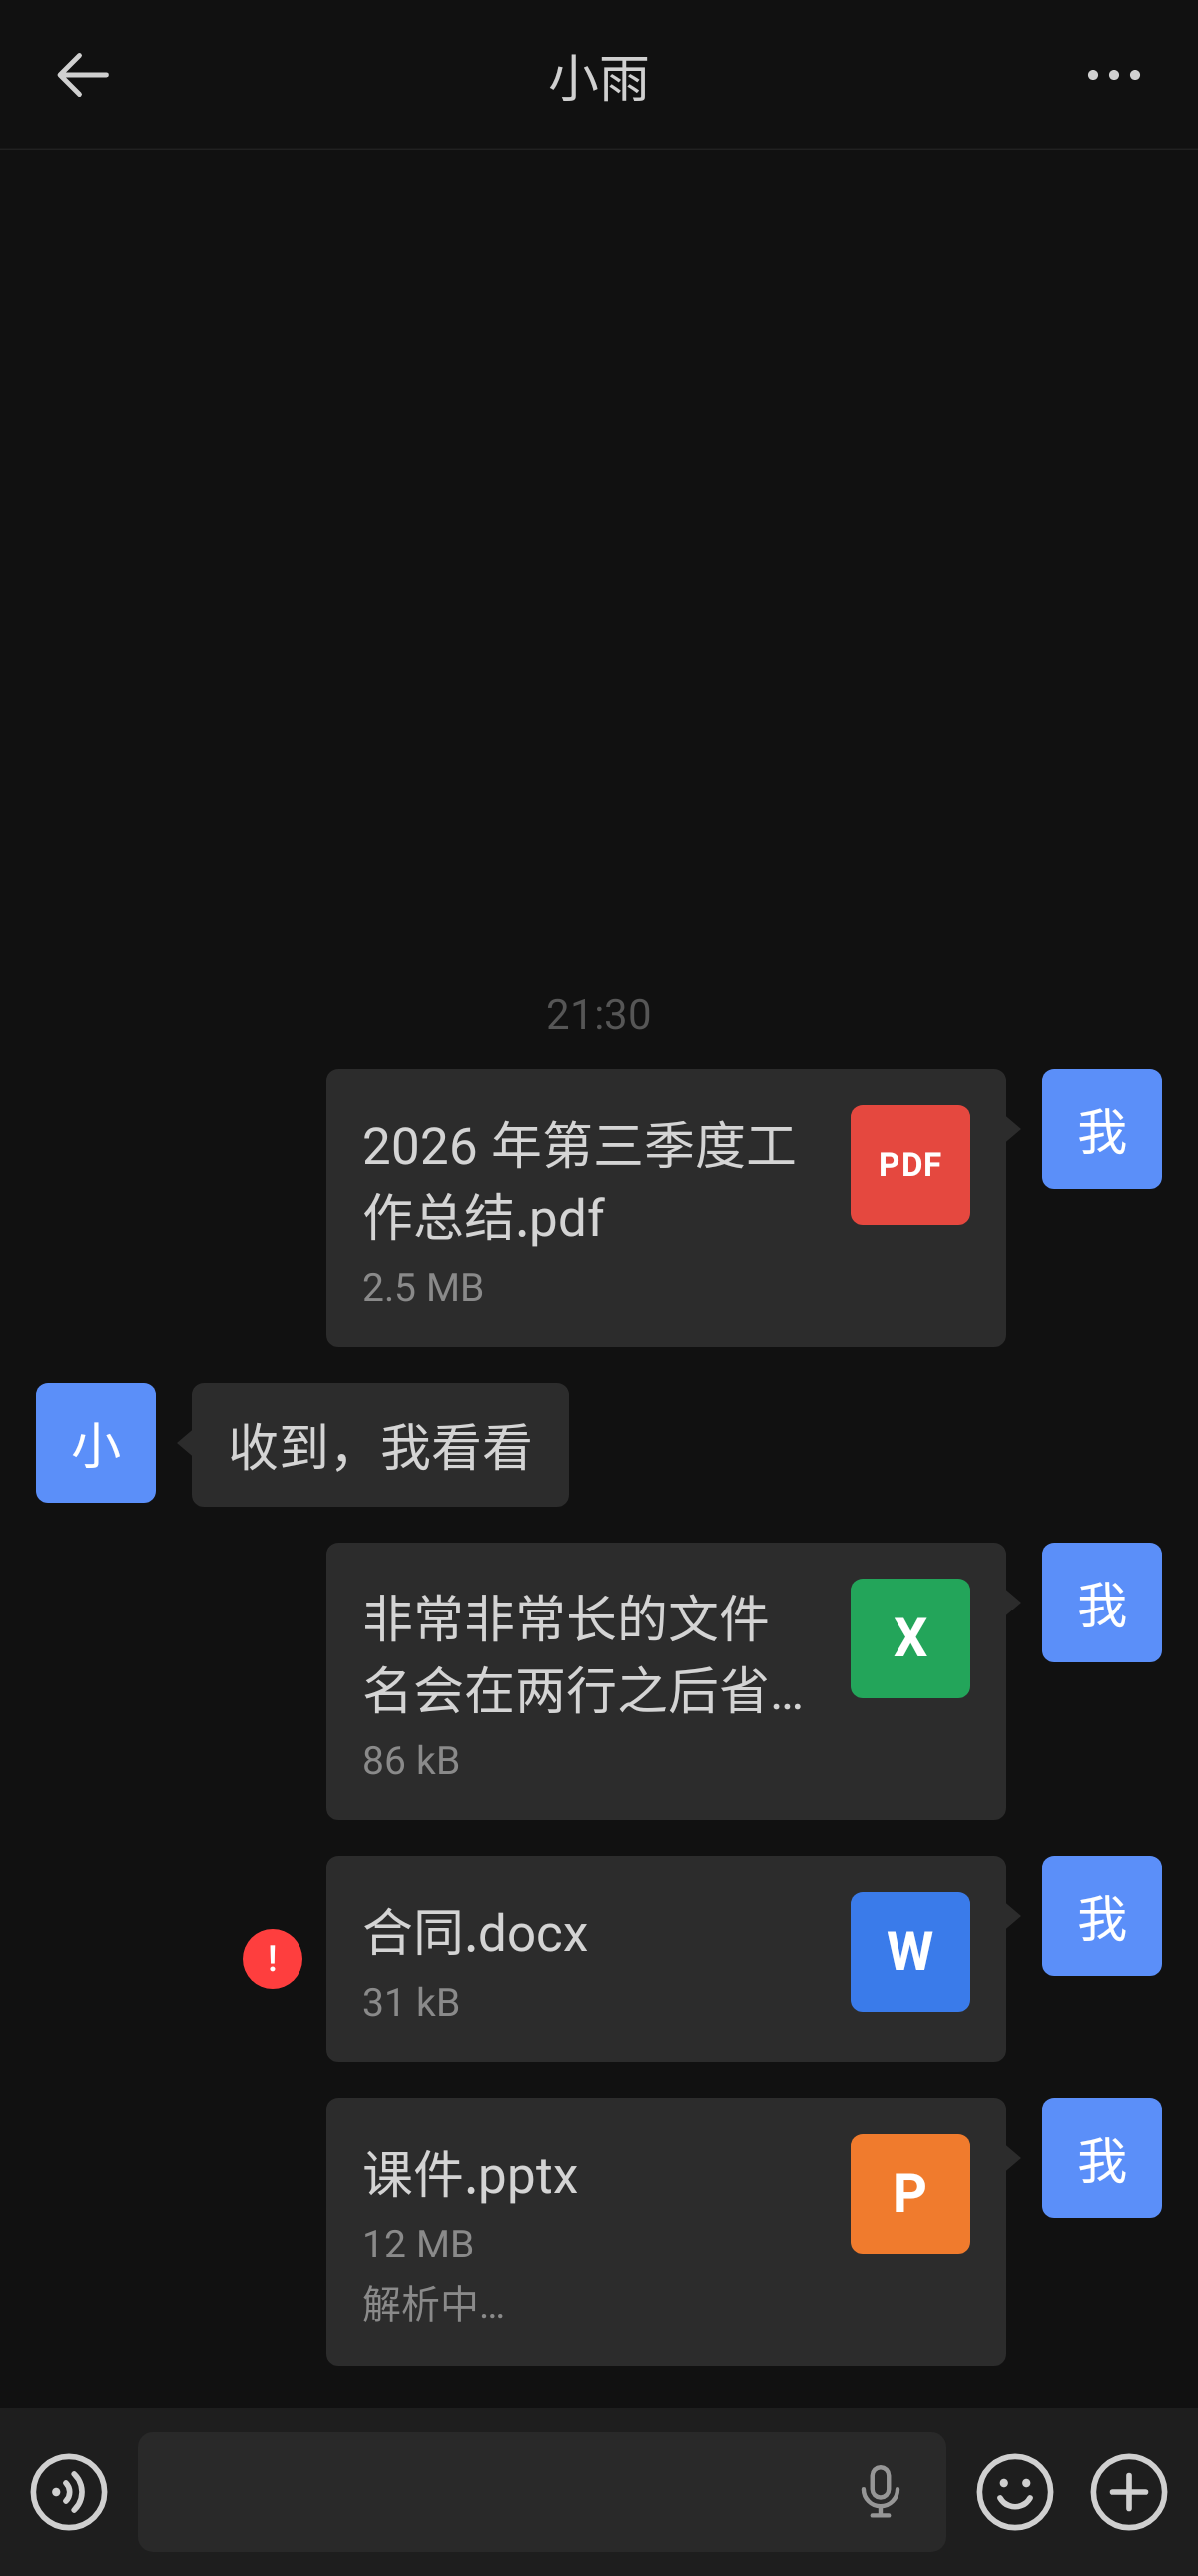 小雨
21:30
2026 年第三季度工
作总结.pdf
PDF
2.5 MB
我
小
收到，我看看
非常非常长的文件
名会在两行之后省…
X
86 kB
我
!
合同.docx
W
31 kB
我
课件.pptx
P
12 MB
解析中…
我